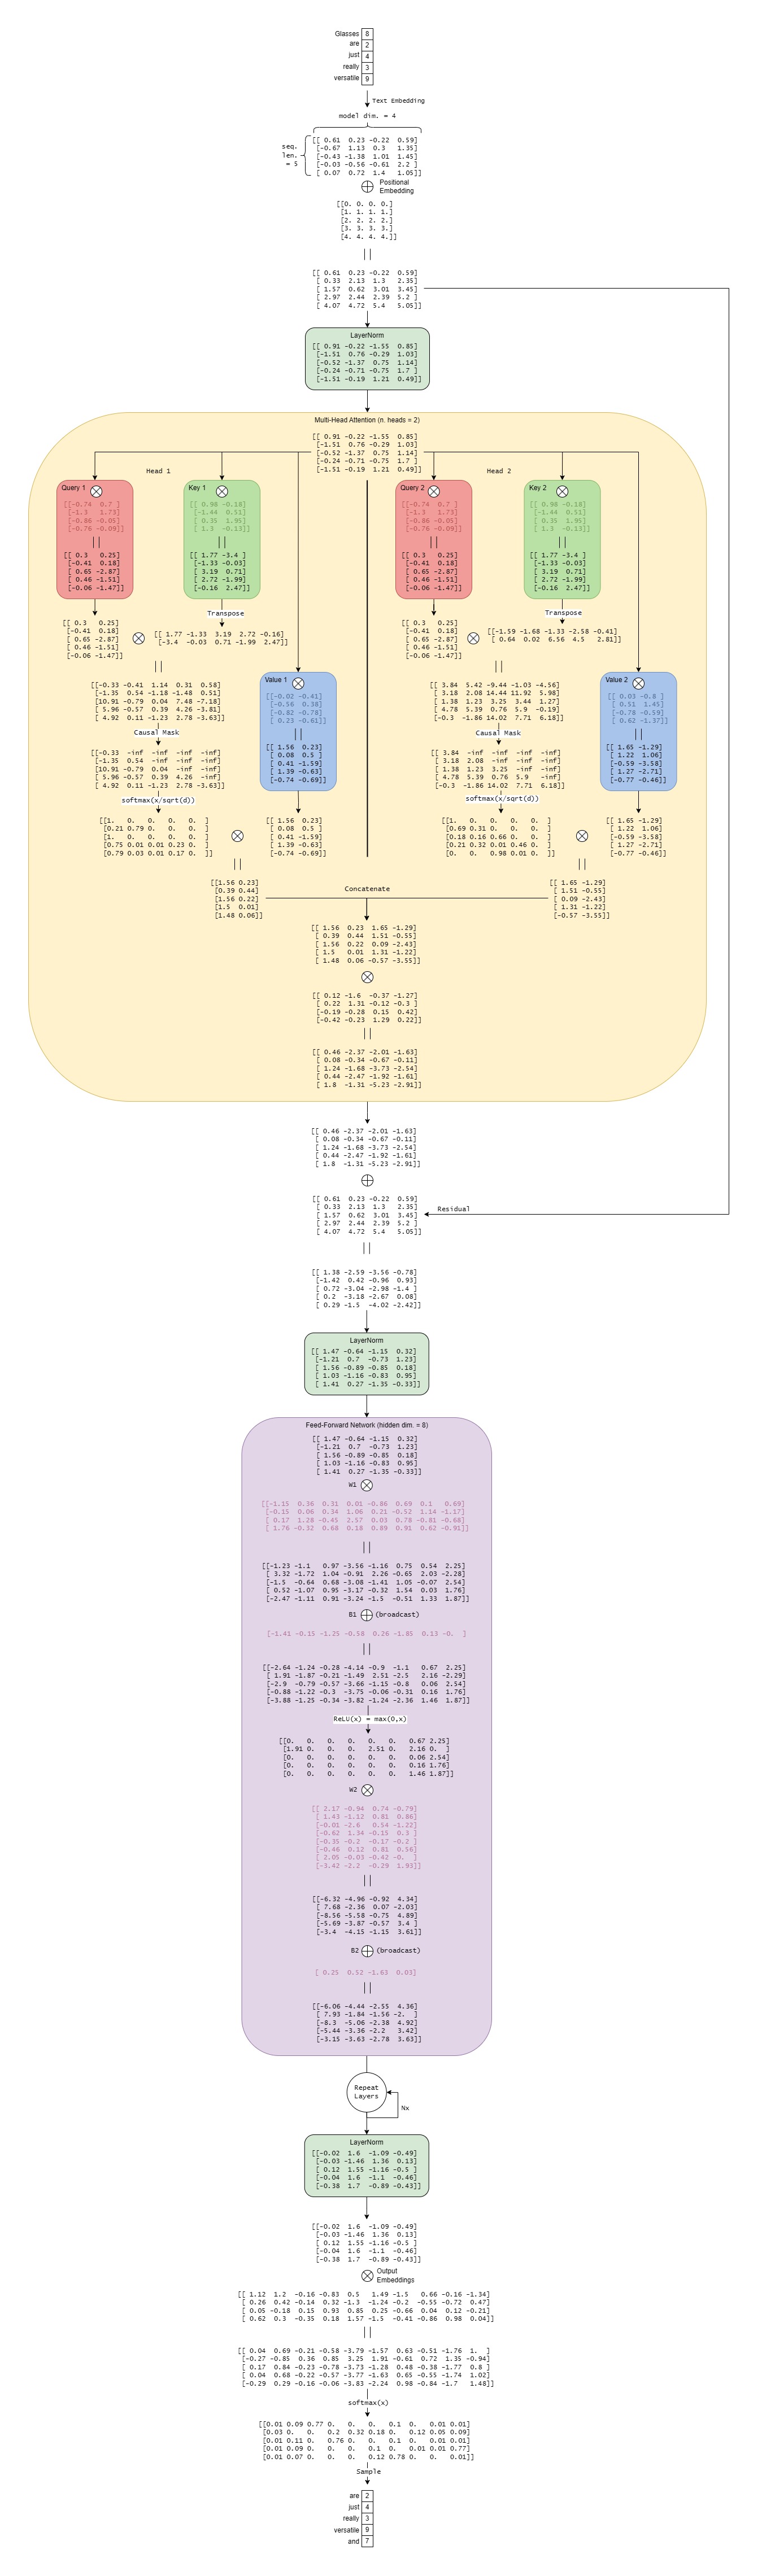 Glasses 8
are 2
just 4
really 3
versatile 9
Text Embedding
model dim. = 4
seq.
len.
= 5
[[ 0.61  0.23 -0.22  0.59]
[-0.67  1.13  0.3   1.35]
[-0.43 -1.38  1.01  1.45]
[-0.03 -0.56 -0.61  2.2 ]
[ 0.07  0.72  1.4   1.05]]
Positional
Embedding
[[0. 0. 0. 0.]
[1. 1. 1. 1.]
[2. 2. 2. 2.]
[3. 3. 3. 3.]
[4. 4. 4. 4.]]
[[ 0.61  0.23 -0.22  0.59]
[ 0.33  2.13  1.3   2.35]
[ 1.57  0.62  3.01  3.45]
[ 2.97  2.44  2.39  5.2 ]
[ 4.07  4.72  5.4   5.05]]
LayerNorm
[[ 0.91 -0.22 -1.55  0.85]
[-1.51  0.76 -0.29  1.03]
[-0.52 -1.37  0.75  1.14]
[-0.24 -0.71 -0.75  1.7 ]
[-1.51 -0.19  1.21  0.49]]
Multi-Head Attention (n. heads = 2)
[[ 0.91 -0.22 -1.55  0.85]
[-1.51  0.76 -0.29  1.03]
[-0.52 -1.37  0.75  1.14]
[-0.24 -0.71 -0.75  1.7 ]
[-1.51 -0.19  1.21  0.49]]
Head 1
Query 1
[[-0.74  0.7 ]
[-1.3   1.73]
[-0.86 -0.05]
[-0.76 -0.09]]
[[ 0.3   0.25]
[-0.41  0.18]
[ 0.65 -2.87]
[ 0.46 -1.51]
[-0.06 -1.47]]
Key 1
[[ 0.98 -0.18]
[-1.44  0.51]
[ 0.35  1.95]
[ 1.3  -0.13]]
[[ 1.77 -3.4 ]
[-1.33 -0.03]
[ 3.19  0.71]
[ 2.72 -1.99]
[-0.16  2.47]]
Transpose
[[ 0.3   0.25]
[-0.41  0.18]
[ 0.65 -2.87]
[ 0.46 -1.51]
[-0.06 -1.47]]
[[ 1.77 -1.33  3.19  2.72 -0.16]
[-3.4  -0.03  0.71 -1.99  2.47]]
[[-0.33 -0.41  1.14  0.31  0.58]
[-1.35  0.54 -1.18 -1.48  0.51]
[10.91 -0.79  0.04  7.48 -7.18]
[ 5.96 -0.57  0.39  4.26 -3.81]
[ 4.92  0.11 -1.23  2.78 -3.63]]
Causal Mask
[[-0.33  -inf  -inf  -inf  -inf]
[-1.35  0.54  -inf  -inf  -inf]
[10.91 -0.79  0.04  -inf  -inf]
[ 5.96 -0.57  0.39  4.26  -inf]
[ 4.92  0.11 -1.23  2.78 -3.63]]
softmax(x/sqrt(d))
[[1.   0.   0.   0.   0.  ]
[0.21 0.79 0.   0.   0.  ]
[1.   0.   0.   0.   0.  ]
[0.75 0.01 0.01 0.23 0.  ]
[0.79 0.03 0.01 0.17 0.  ]]
Value 1
[[-0.02 -0.41]
[-0.56  0.38]
[-0.82 -0.78]
[ 0.23 -0.61]]
[[ 1.56  0.23]
[ 0.08  0.5 ]
[ 0.41 -1.59]
[ 1.39 -0.63]
[-0.74 -0.69]]
[[ 1.56  0.23]
[ 0.08  0.5 ]
[ 0.41 -1.59]
[ 1.39 -0.63]
[-0.74 -0.69]]
[[1.56 0.23]
[0.39 0.44]
[1.56 0.22]
[1.5  0.01]
[1.48 0.06]]
Head 2
Query 2
[[-0.74  0.7 ]
[-1.3   1.73]
[-0.86 -0.05]
[-0.76 -0.09]]
[[ 0.3   0.25]
[-0.41  0.18]
[ 0.65 -2.87]
[ 0.46 -1.51]
[-0.06 -1.47]]
Key 2
[[ 0.98 -0.18]
[-1.44  0.51]
[ 0.35  1.95]
[ 1.3  -0.13]]
[[ 1.77 -3.4 ]
[-1.33 -0.03]
[ 3.19  0.71]
[ 2.72 -1.99]
[-0.16  2.47]]
Transpose
[[ 0.3   0.25]
[-0.41  0.18]
[ 0.65 -2.87]
[ 0.46 -1.51]
[-0.06 -1.47]]
[[-1.59 -1.68 -1.33 -2.58 -0.41]
[ 0.64  0.02  6.56  4.5   2.81]]
[[ 3.84  5.42 -9.44 -1.03 -4.56]
[ 3.18  2.08 14.44 11.92  5.98]
[ 1.38  1.23  3.25  3.44  1.27]
[ 4.78  5.39  0.76  5.9  -0.19]
[-0.3  -1.86 14.02  7.71  6.18]]
Causal Mask
[[ 3.84  -inf  -inf  -inf  -inf]
[ 3.18  2.08  -inf  -inf  -inf]
[ 1.38  1.23  3.25  -inf  -inf]
[ 4.78  5.39  0.76  5.9   -inf]
[-0.3  -1.86 14.02  7.71  6.18]]
softmax(x/sqrt(d))
[[1.   0.   0.   0.   0.  ]
[0.69 0.31 0.   0.   0.  ]
[0.18 0.16 0.66 0.   0.  ]
[0.21 0.32 0.01 0.46 0.  ]
[0.   0.   0.98 0.01 0.  ]]
Value 2
[[ 0.03 -0.8 ]
[ 0.51  1.45]
[-0.78 -0.59]
[ 0.62 -1.37]]
[[ 1.65 -1.29]
[ 1.22  1.06]
[-0.59 -3.58]
[ 1.27 -2.71]
[-0.77 -0.46]]
[[ 1.65 -1.29]
[ 1.22  1.06]
[-0.59 -3.58]
[ 1.27 -2.71]
[-0.77 -0.46]]
[[ 1.65 -1.29]
[ 1.51 -0.55]
[ 0.09 -2.43]
[ 1.31 -1.22]
[-0.57 -3.55]]
Concatenate
[[ 1.56  0.23  1.65 -1.29]
[ 0.39  0.44  1.51 -0.55]
[ 1.56  0.22  0.09 -2.43]
[ 1.5   0.01  1.31 -1.22]
[ 1.48  0.06 -0.57 -3.55]]
[[ 0.12 -1.6  -0.37 -1.27]
[ 0.22  1.31 -0.12 -0.3 ]
[-0.19 -0.28  0.15  0.42]
[-0.42 -0.23  1.29  0.22]]
[[ 0.46 -2.37 -2.01 -1.63]
[ 0.08 -0.34 -0.67 -0.11]
[ 1.24 -1.68 -3.73 -2.54]
[ 0.44 -2.47 -1.92 -1.61]
[ 1.8  -1.31 -5.23 -2.91]]
[[ 0.46 -2.37 -2.01 -1.63]
[ 0.08 -0.34 -0.67 -0.11]
[ 1.24 -1.68 -3.73 -2.54]
[ 0.44 -2.47 -1.92 -1.61]
[ 1.8  -1.31 -5.23 -2.91]]
[[ 0.61  0.23 -0.22  0.59]
[ 0.33  2.13  1.3   2.35]
[ 1.57  0.62  3.01  3.45]
[ 2.97  2.44  2.39  5.2 ]
[ 4.07  4.72  5.4   5.05]]
Residual
[[ 1.38 -2.59 -3.56 -0.78]
[-1.42  0.42 -0.96  0.93]
[ 0.72 -3.04 -2.98 -1.4 ]
[ 0.2  -3.18 -2.67  0.08]
[ 0.29 -1.5  -4.02 -2.42]]
LayerNorm
[[ 1.47 -0.64 -1.15  0.32]
[-1.21  0.7  -0.73  1.23]
[ 1.56 -0.89 -0.85  0.18]
[ 1.03 -1.16 -0.83  0.95]
[ 1.41  0.27 -1.35 -0.33]]
Feed-Forward Network (hidden dim. = 8)
[[ 1.47 -0.64 -1.15  0.32]
[-1.21  0.7  -0.73  1.23]
[ 1.56 -0.89 -0.85  0.18]
[ 1.03 -1.16 -0.83  0.95]
[ 1.41  0.27 -1.35 -0.33]]
W1
[[-1.15  0.36  0.31  0.01 -0.86  0.69  0.1   0.69]
[-0.15  0.06  0.34  1.06  0.21 -0.52  1.14 -1.17]
[ 0.17  1.28 -0.45  2.57  0.03  0.78 -0.81 -0.68]
[ 1.76 -0.32  0.68  0.18  0.89  0.91  0.62 -0.91]]
[[-1.23 -1.1   0.97 -3.56 -1.16  0.75  0.54  2.25]
[ 3.32 -1.72  1.04 -0.91  2.26 -0.65  2.03 -2.28]
[-1.5  -0.64  0.68 -3.08 -1.41  1.05 -0.07  2.54]
[ 0.52 -1.07  0.95 -3.17 -0.32  1.54  0.03  1.76]
[-2.47 -1.11  0.91 -3.24 -1.5  -0.51  1.33  1.87]]
B1 (broadcast)
[-1.41 -0.15 -1.25 -0.58  0.26 -1.85  0.13 -0.  ]
[[-2.64 -1.24 -0.28 -4.14 -0.9  -1.1   0.67  2.25]
[ 1.91 -1.87 -0.21 -1.49  2.51 -2.5   2.16 -2.29]
[-2.9  -0.79 -0.57 -3.66 -1.15 -0.8   0.06  2.54]
[-0.88 -1.22 -0.3  -3.75 -0.06 -0.31  0.16  1.76]
[-3.88 -1.25 -0.34 -3.82 -1.24 -2.36  1.46  1.87]]
ReLU(x) = max(0,x)
[[0.   0.   0.   0.   0.   0.   0.67 2.25]
[1.91 0.   0.   0.   2.51 0.   2.16 0.  ]
[0.   0.   0.   0.   0.   0.   0.06 2.54]
[0.   0.   0.   0.   0.   0.   0.16 1.76]
[0.   0.   0.   0.   0.   0.   1.46 1.87]]
W2
[[ 2.17 -0.94  0.74 -0.79]
[ 1.43 -1.12  0.81  0.86]
[-0.01 -2.6   0.54 -1.22]
[-0.62  1.34 -0.15  0.3 ]
[-0.35 -0.2  -0.17 -0.2 ]
[-0.46  0.12  0.81  0.56]
[ 2.05 -0.03 -0.42 -0.  ]
[-3.42 -2.2  -0.29  1.93]]
[[-6.32 -4.96 -0.92  4.34]
[ 7.68 -2.36  0.07 -2.03]
[-8.56 -5.58 -0.75  4.89]
[-5.69 -3.87 -0.57  3.4 ]
[-3.4  -4.15 -1.15  3.61]]
B2 (broadcast)
[ 0.25  0.52 -1.63  0.03]
[[-6.06 -4.44 -2.55  4.36]
[ 7.93 -1.84 -1.56 -2.  ]
[-8.3  -5.06 -2.38  4.92]
[-5.44 -3.36 -2.2   3.42]
[-3.15 -3.63 -2.78  3.63]]
Repeat
Layers
Nx
LayerNorm
[[-0.02  1.6  -1.09 -0.49]
[-0.03 -1.46  1.36  0.13]
[ 0.12  1.55 -1.16 -0.5 ]
[-0.04  1.6  -1.1  -0.46]
[-0.38  1.7  -0.89 -0.43]]
[[-0.02  1.6  -1.09 -0.49]
[-0.03 -1.46  1.36  0.13]
[ 0.12  1.55 -1.16 -0.5 ]
[-0.04  1.6  -1.1  -0.46]
[-0.38  1.7  -0.89 -0.43]]
Output
Embeddings
[[ 1.12  1.2  -0.16 -0.83  0.5   1.49 -1.5   0.66 -0.16 -1.34]
[ 0.26  0.42 -0.14  0.32 -1.3  -1.24 -0.2  -0.55 -0.72  0.47]
[ 0.05 -0.18  0.15  0.93  0.85  0.25 -0.66  0.04  0.12 -0.21]
[ 0.62  0.3  -0.35  0.18  1.57 -1.5  -0.41 -0.86  0.98  0.04]]
[[ 0.04  0.69 -0.21 -0.58 -3.79 -1.57  0.63 -0.51 -1.76  1.  ]
[-0.27 -0.85  0.36  0.85  3.25  1.91 -0.61  0.72  1.35 -0.94]
[ 0.17  0.84 -0.23 -0.78 -3.73 -1.28  0.48 -0.38 -1.77  0.8 ]
[ 0.04  0.68 -0.22 -0.57 -3.77 -1.63  0.65 -0.55 -1.74  1.02]
[-0.29  0.29 -0.16 -0.06 -3.83 -2.24  0.98 -0.84 -1.7   1.48]]
softmax(x)
[[0.01 0.09 0.77 0.   0.   0.   0.1  0.   0.01 0.01]
[0.03 0.   0.   0.2  0.32 0.18 0.   0.12 0.05 0.09]
[0.01 0.11 0.   0.76 0.   0.   0.1  0.   0.01 0.01]
[0.01 0.09 0.   0.   0.   0.1  0.   0.01 0.01 0.77]
[0.01 0.07 0.   0.   0.   0.12 0.78 0.   0.   0.01]]
Sample
are 2
just 4
really 3
versatile 9
and 7